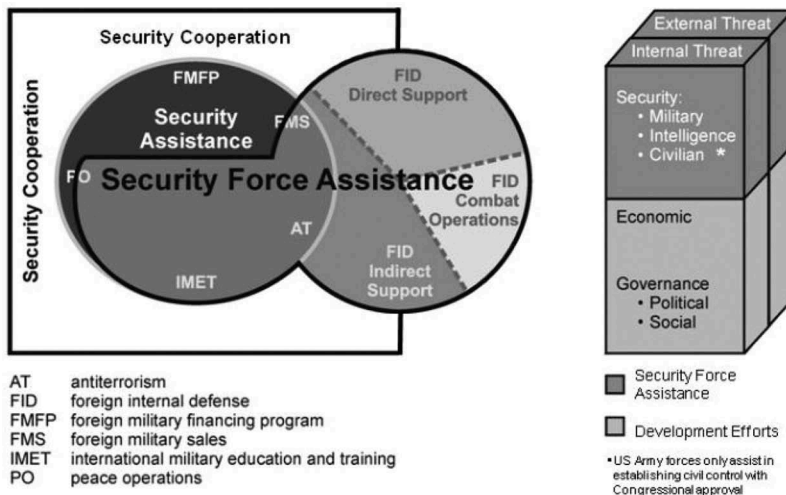 Security Cooperation
Security Cooperation
FMFP
Security
Assistance
FMS
PO
Security Force Assistance
AT
IMET
FID
Direct Support
FID
Combat
Operations
FID
Indirect
Support
AT antiterrorism
FID foreign internal defense
FMFP foreign military financing program
FMS foreign military sales
IMET international military education and training
PO peace operations
External Threat
Internal Threat
Security:
• Military
• Intelligence
• Civilian *
Economic
Governance
• Political
• Social
Security Force
Assistance
Development Efforts
•US Army forces only assist in
establishing civil control with
Congressional approval